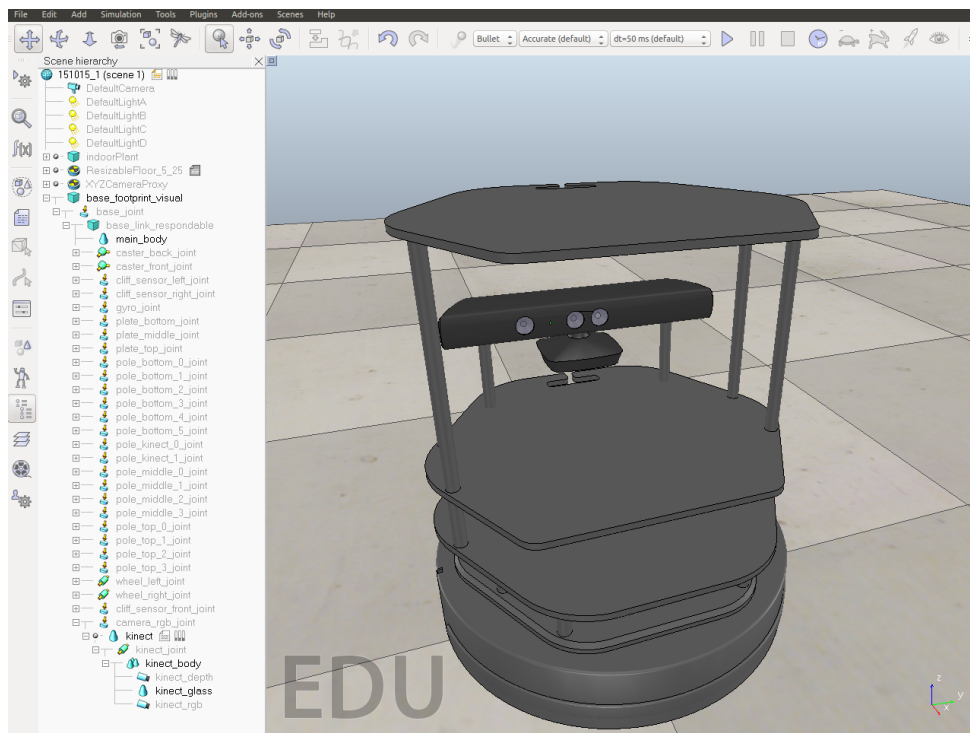 File Edit Add Simulation Tools Plugins Add-ons Scenes Help
Bullet Accurate (default) dt=50 ms (default)
Scene hierarchy
151015_1 (scene 1)
DefaultCamera
DefaultLightA
DefaultLightB
DefaultLightC
DefaultLightD
indoorPlant
ResizableFloor_5_25
XYZCameraProxy
base_footprint_visual
base_joint
base_link_respondable
main_body
caster_back_joint
caster_front_joint
cliff_sensor_left_joint
cliff_sensor_right_joint
gyro_joint
plate_bottom_joint
plate_middle_joint
plate_top_joint
pole_bottom_0_joint
pole_bottom_1_joint
pole_bottom_2_joint
pole_bottom_3_joint
pole_bottom_4_joint
pole_bottom_5_joint
pole_kinect_0_joint
pole_kinect_1_joint
pole_middle_0_joint
pole_middle_1_joint
pole_middle_2_joint
pole_middle_3_joint
pole_top_0_joint
pole_top_1_joint
pole_top_2_joint
pole_top_3_joint
wheel_left_joint
wheel_right_joint
cliff_sensor_front_joint
camera_rgb_joint
kinect
kinect_joint
kinect_body
kinect_depth
kinect_glass
kinect_rgb
f(x)
EDU
z
y
x